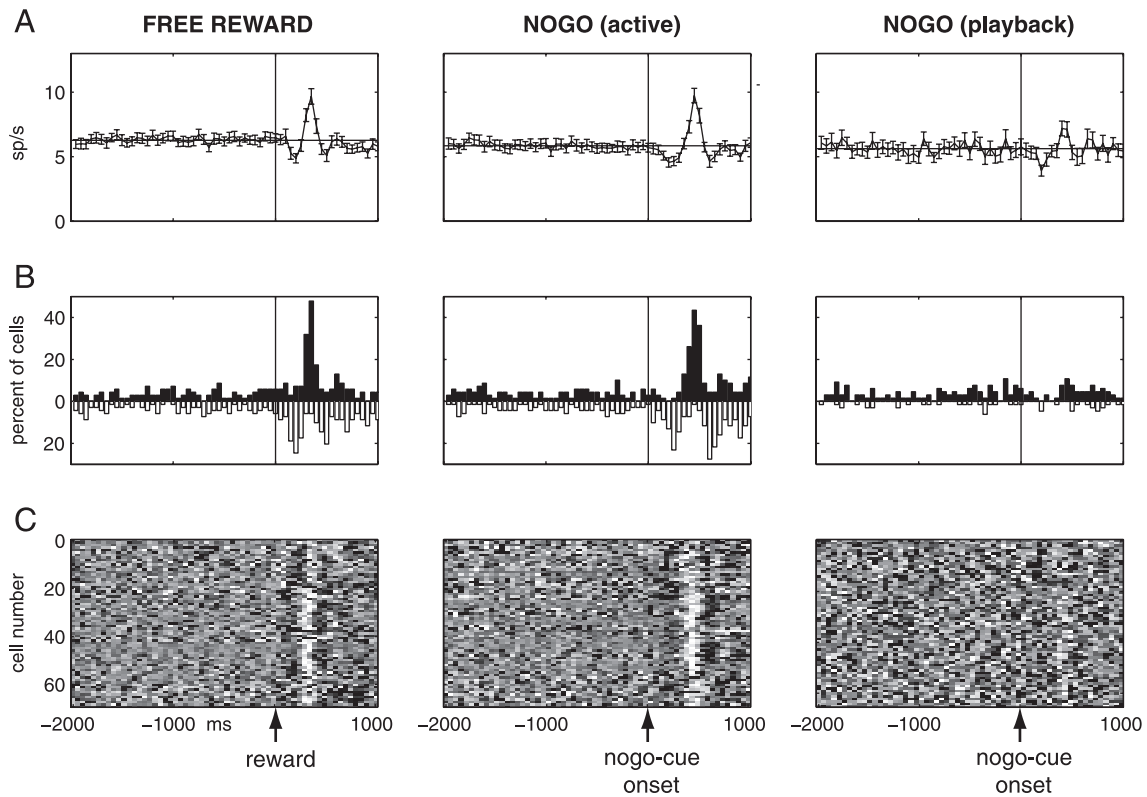 A
FREE REWARD
NOGO (active)
NOGO (playback)
sp/s
10
5
0
B
percent of cells
40
20
0
20
C
cell number
0
20
40
60
−2000 −1000 ms 1000
−2000 −1000 1000
−2000 −1000 1000
reward
nogo-cue
onset
nogo-cue
onset